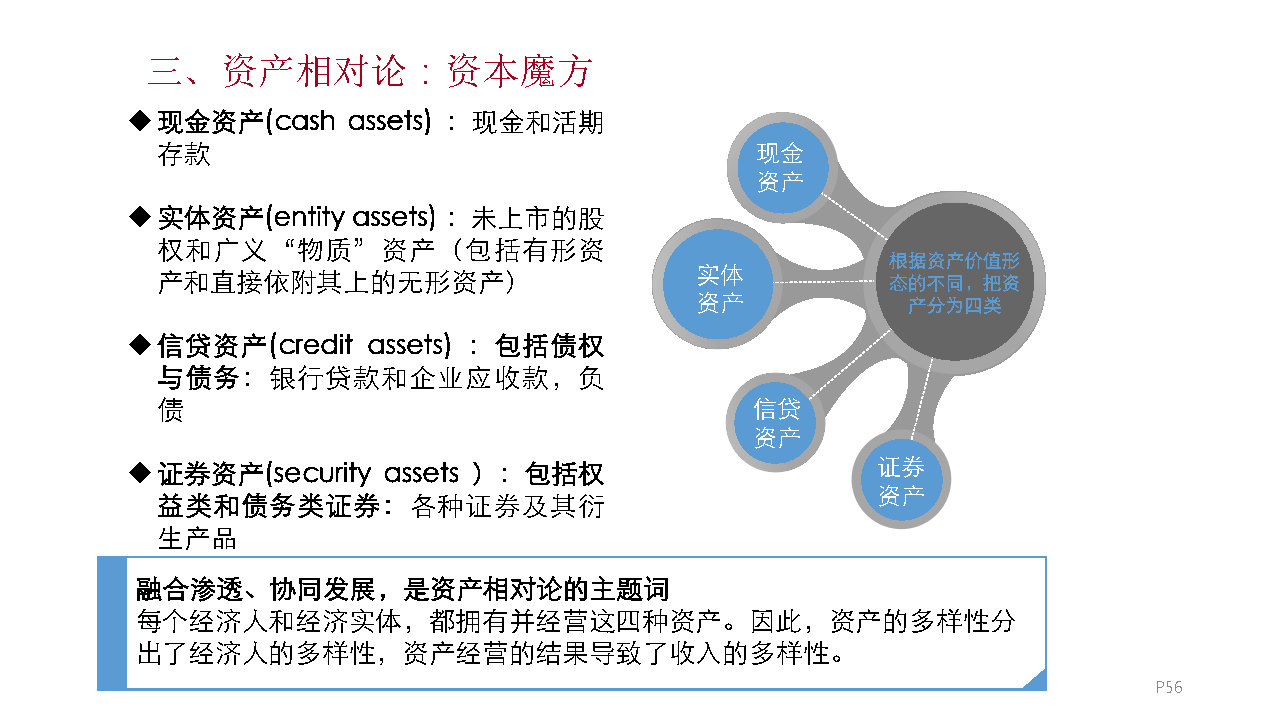 三、资产相对论：资本魔方
◆现金资产(cash assets) ：现金和活期
存款
◆实体资产(entity assets) ：未上市的股
权和广义“物质”资产（包括有形资
产和直接依附其上的无形资产）
◆信贷资产(credit assets) ：包括债权
与债务：银行贷款和企业应收款，负
债
◆证券资产(security assets ）：包括权
益类和债务类证券：各种证券及其衍
生产品
现金
资产
实体
资产
信贷
资产
证券
资产
根据资产价值形
态的不同，把资
产分为四类
融合渗透、协同发展，是资产相对论的主题词
每个经济人和经济实体，都拥有并经营这四种资产。因此，资产的多样性分
出了经济人的多样性，资产经营的结果导致了收入的多样性。
P56